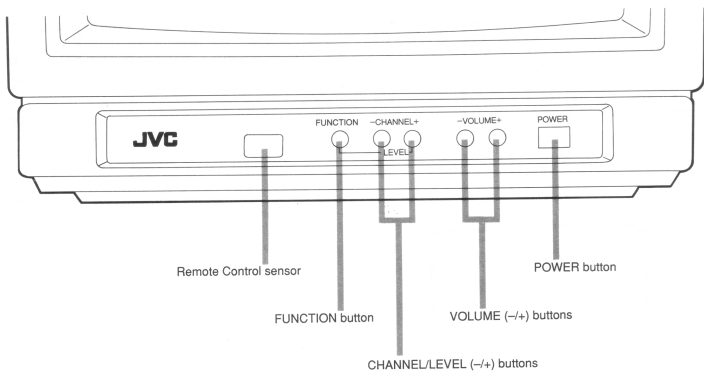 FUNCTION –CHANNEL+ –VOLUME+ POWER
JVC
– LEVEL+
Remote Control sensor
POWER button
FUNCTION button
VOLUME (–/+) buttons
CHANNEL/LEVEL (–/+) buttons